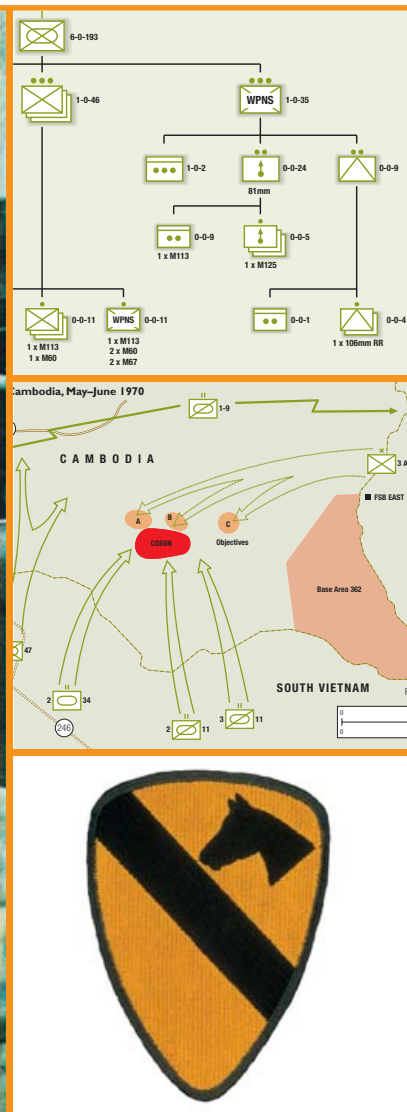 6-0-193
1-0-46
WPNS 1-0-35
1-0-2
0-0-24
0-0-9
81mm
0-0-9
0-0-5
1 x M113
1 x M125
0-0-11
WPNS 0-0-11
0-0-1
0-0-4
1 x M113
1 x M60
1 x M113
2 x M60
2 x M67
1 x 106mm RR
Cambodia, May–June 1970
1-9
CAMBODIA
3 A
FSB EAST
A
B
C
COSVN
Objectives
Base Area 362
47
SOUTH VIETNAM
2 34
3 11
2 11
246
0
0